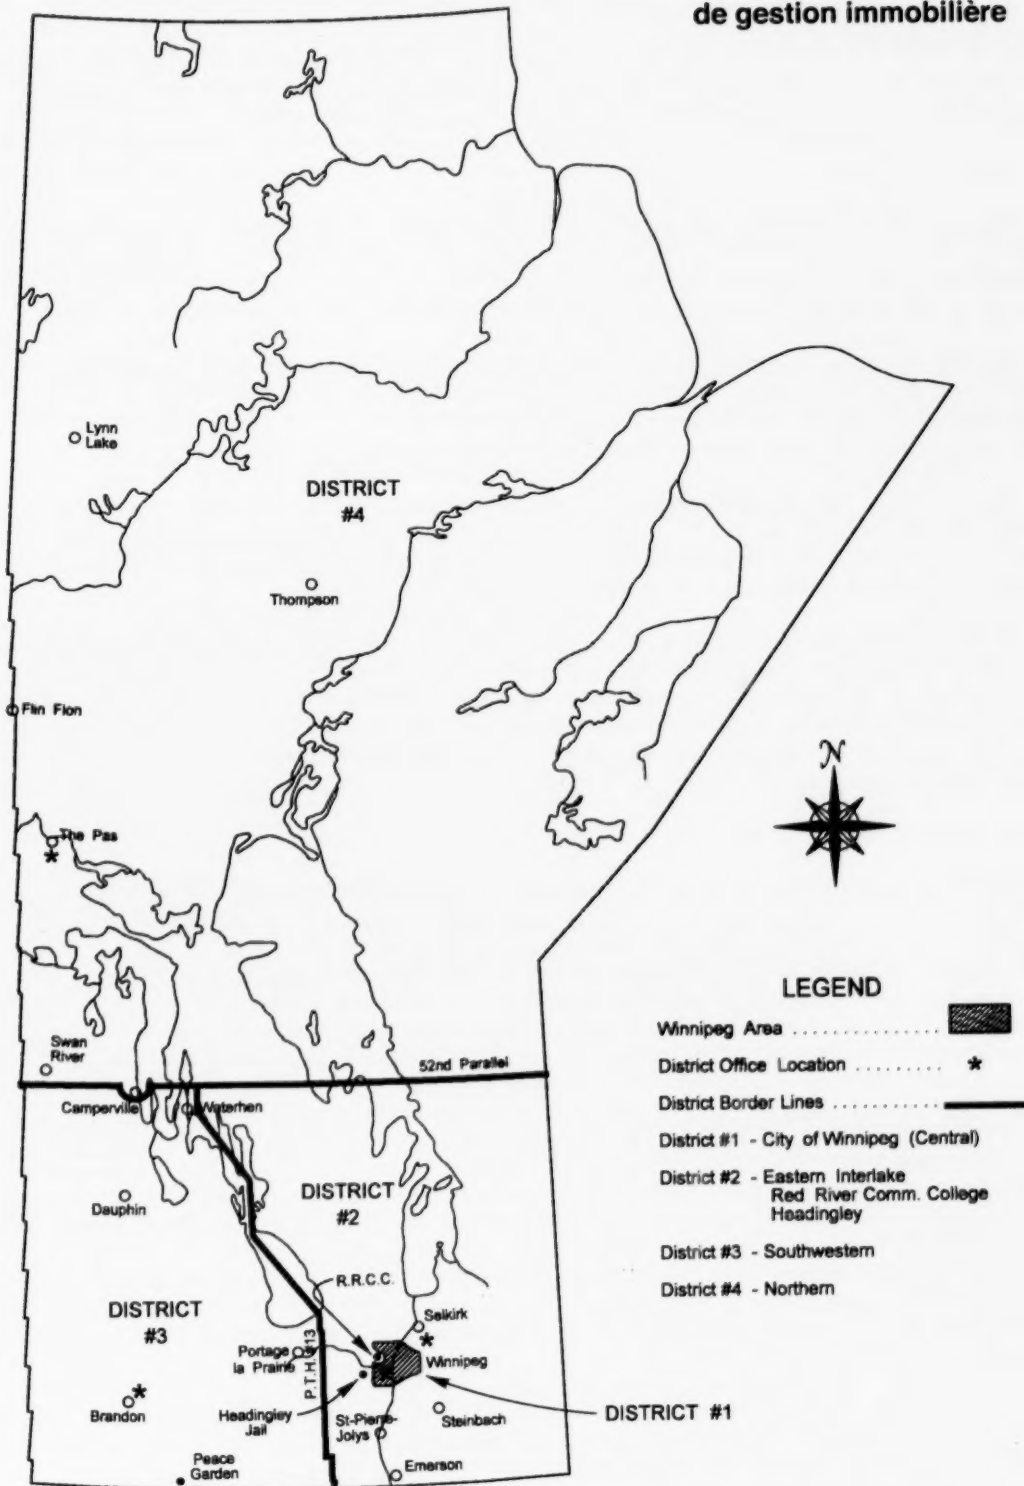 de gestion immobilière
Lynn
Lake
DISTRICT
#4
Thompson
Flin Flon
N
The Pas
*
LEGEND
Winnipeg Area ..................
District Office Location .......... *
District Border Lines .............
District #1 - City of Winnipeg (Central)
District #2 - Eastern Interlake
Red River Comm. College
Headingley
District #3 - Southwestern
District #4 - Northern
Swan
River
52nd Parallel
Camperville
Waterhen
Dauphin
DISTRICT
#2
R.R.C.C.
DISTRICT
#3
Selkirk
*
P.T.H. #13
Portage
la Prairie
Winnipeg
*
Brandon
Headingley
Jail
St-Pierre-
Jolys
Steinbach
DISTRICT #1
Peace
Garden
Emerson